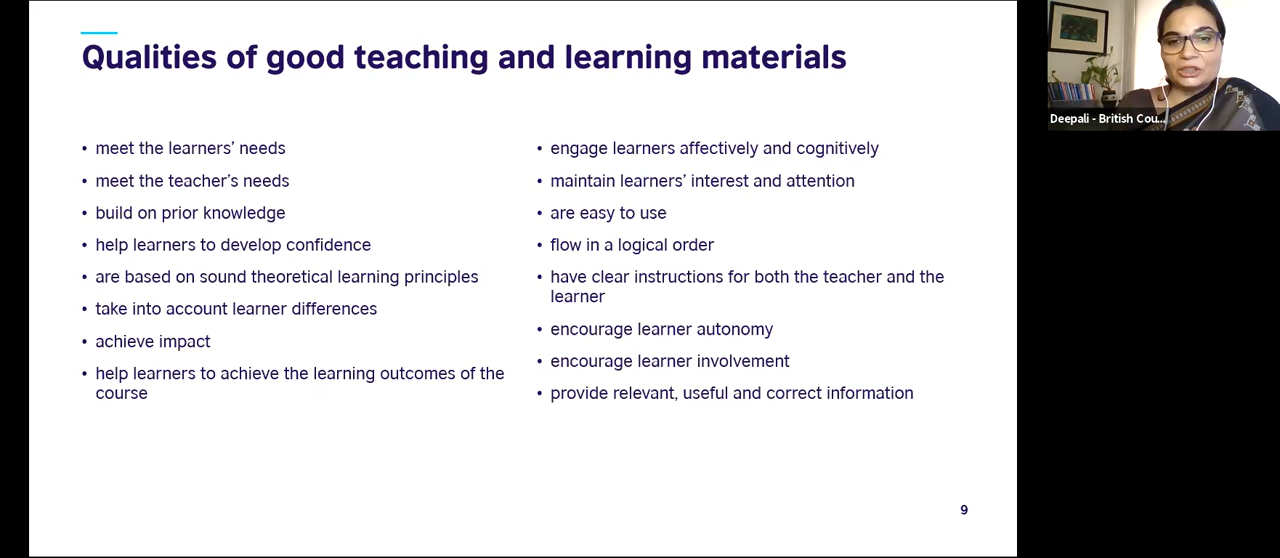 Qualities of good teaching and learning materials
• meet the learners’ needs
• meet the teacher’s needs
• build on prior knowledge
• help learners to develop confidence
• are based on sound theoretical learning principles
• take into account learner differences
• achieve impact
• help learners to achieve the learning outcomes of the
course
• engage learners affectively and cognitively
• maintain learners’ interest and attention
• are easy to use
• flow in a logical order
• have clear instructions for both the teacher and the
learner
• encourage learner autonomy
• encourage learner involvement
• provide relevant, useful and correct information
9
Deepali - British Cou...